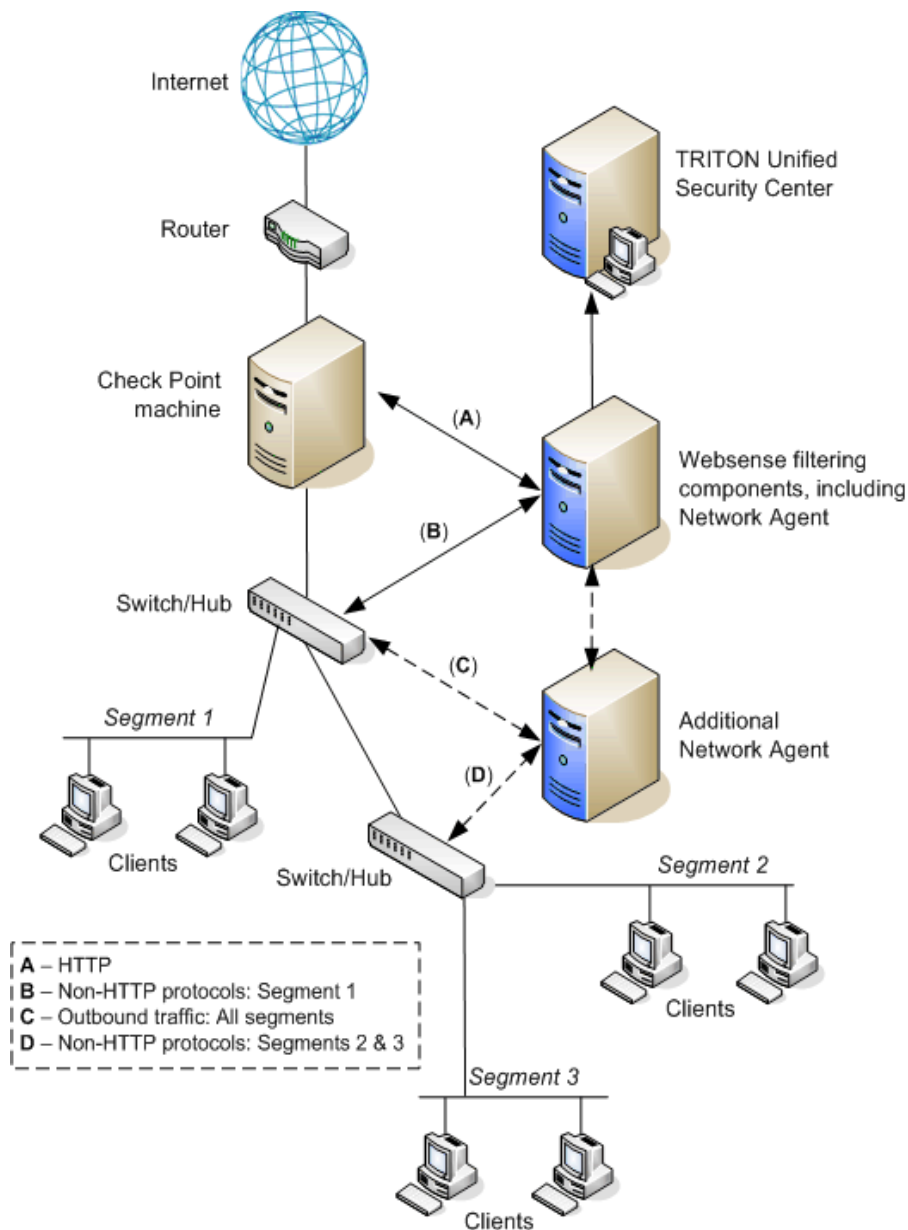 Internet
TRITON Unified
Security Center
Router
Check Point
machine
(A)
Websense filtering
components, including
Network Agent
(B)
Switch/Hub
(C)
Segment 1
Additional
Network Agent
(D)
Clients
Switch/Hub
Segment 2
A – HTTP
B – Non-HTTP protocols: Segment 1
C – Outbound traffic: All segments
D – Non-HTTP protocols: Segments 2 & 3
Clients
Segment 3
Clients